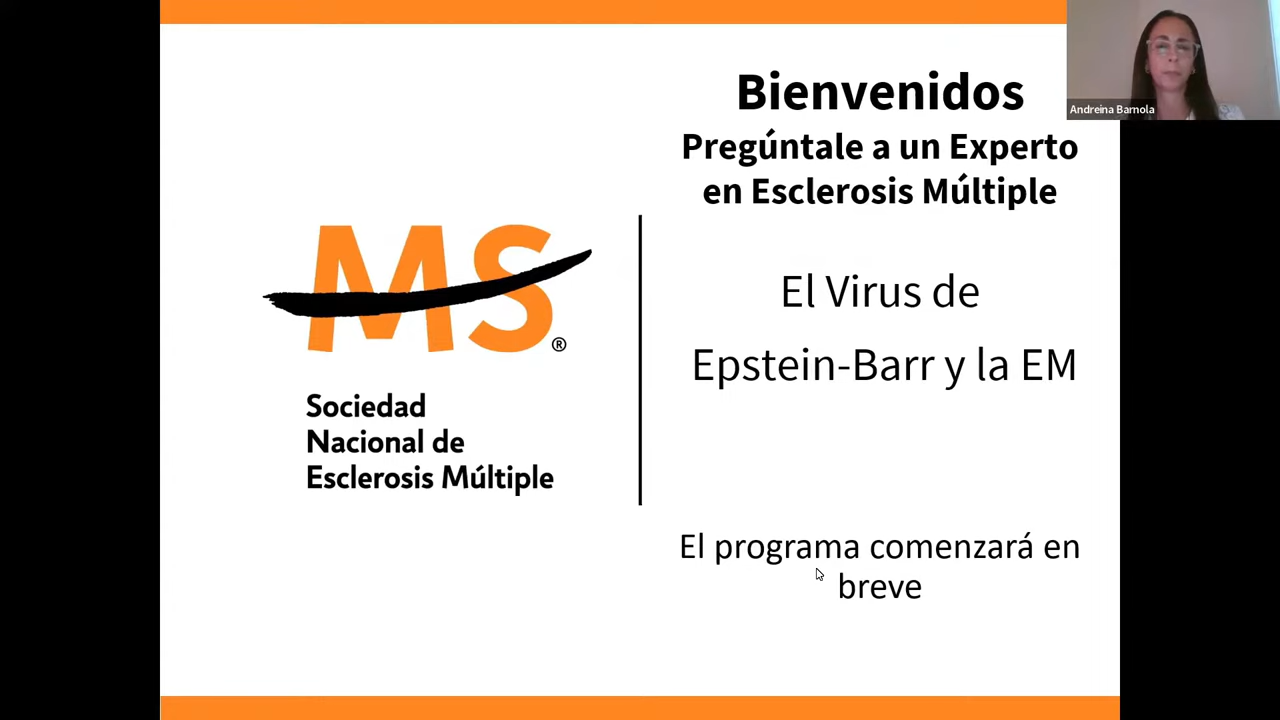 Bienvenidos
Pregúntale a un Experto
en Esclerosis Múltiple
El Virus de
Epstein-Barr y la EM
MS®
Sociedad
Nacional de
Esclerosis Múltiple
El programa comenzará en
breve
Andreina Barnola